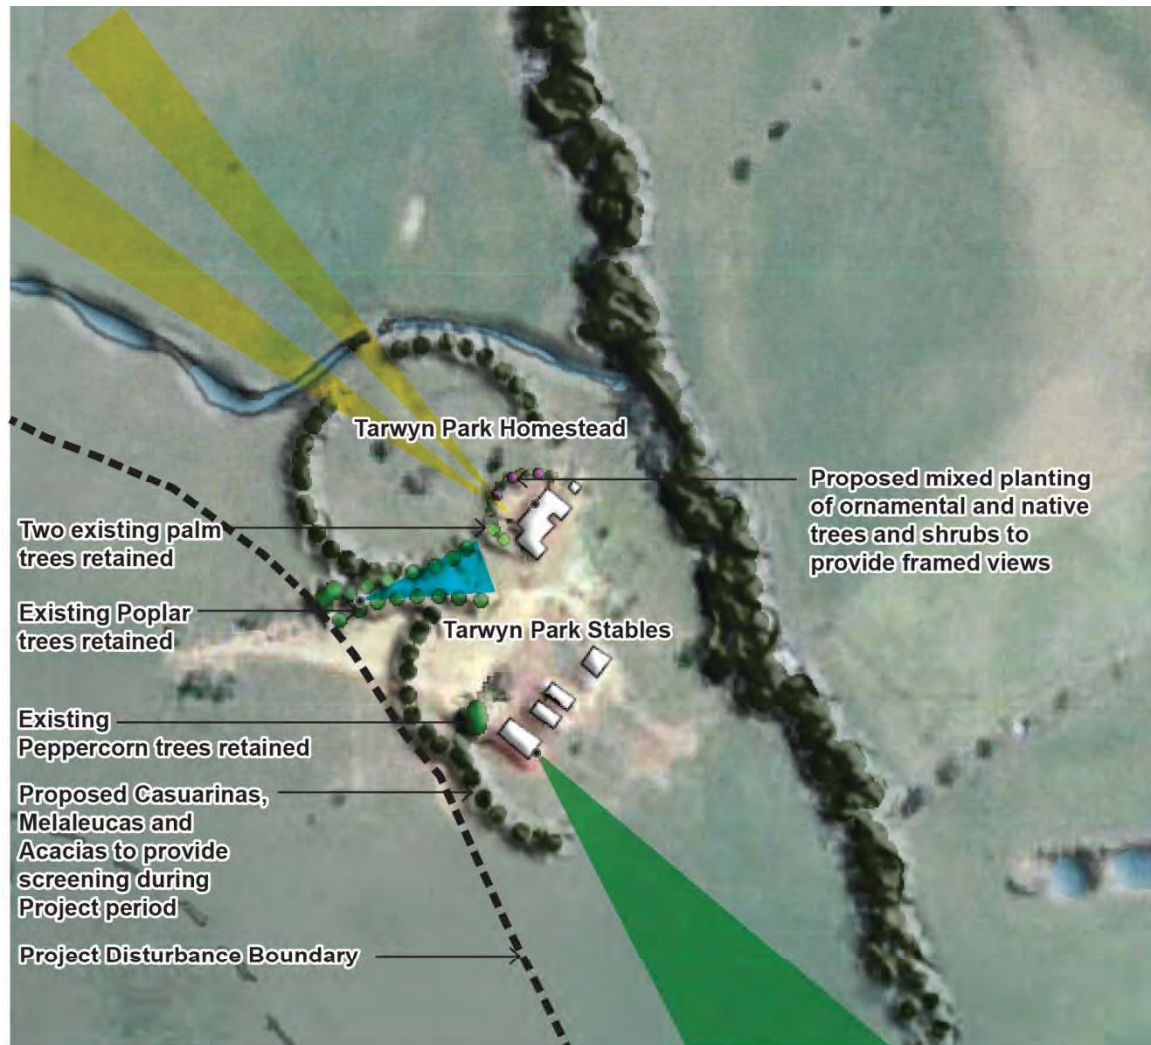 Tarwyn Park Homestead
Proposed mixed planting
of ornamental and native
trees and shrubs to
provide framed views
Two existing palm
trees retained
Existing Poplar
trees retained
Tarwyn Park Stables
Existing
Peppercorn trees retained
Proposed Casuarinas,
Melaleucas and
Acacias to provide
screening during
Project period
Project Disturbance Boundary